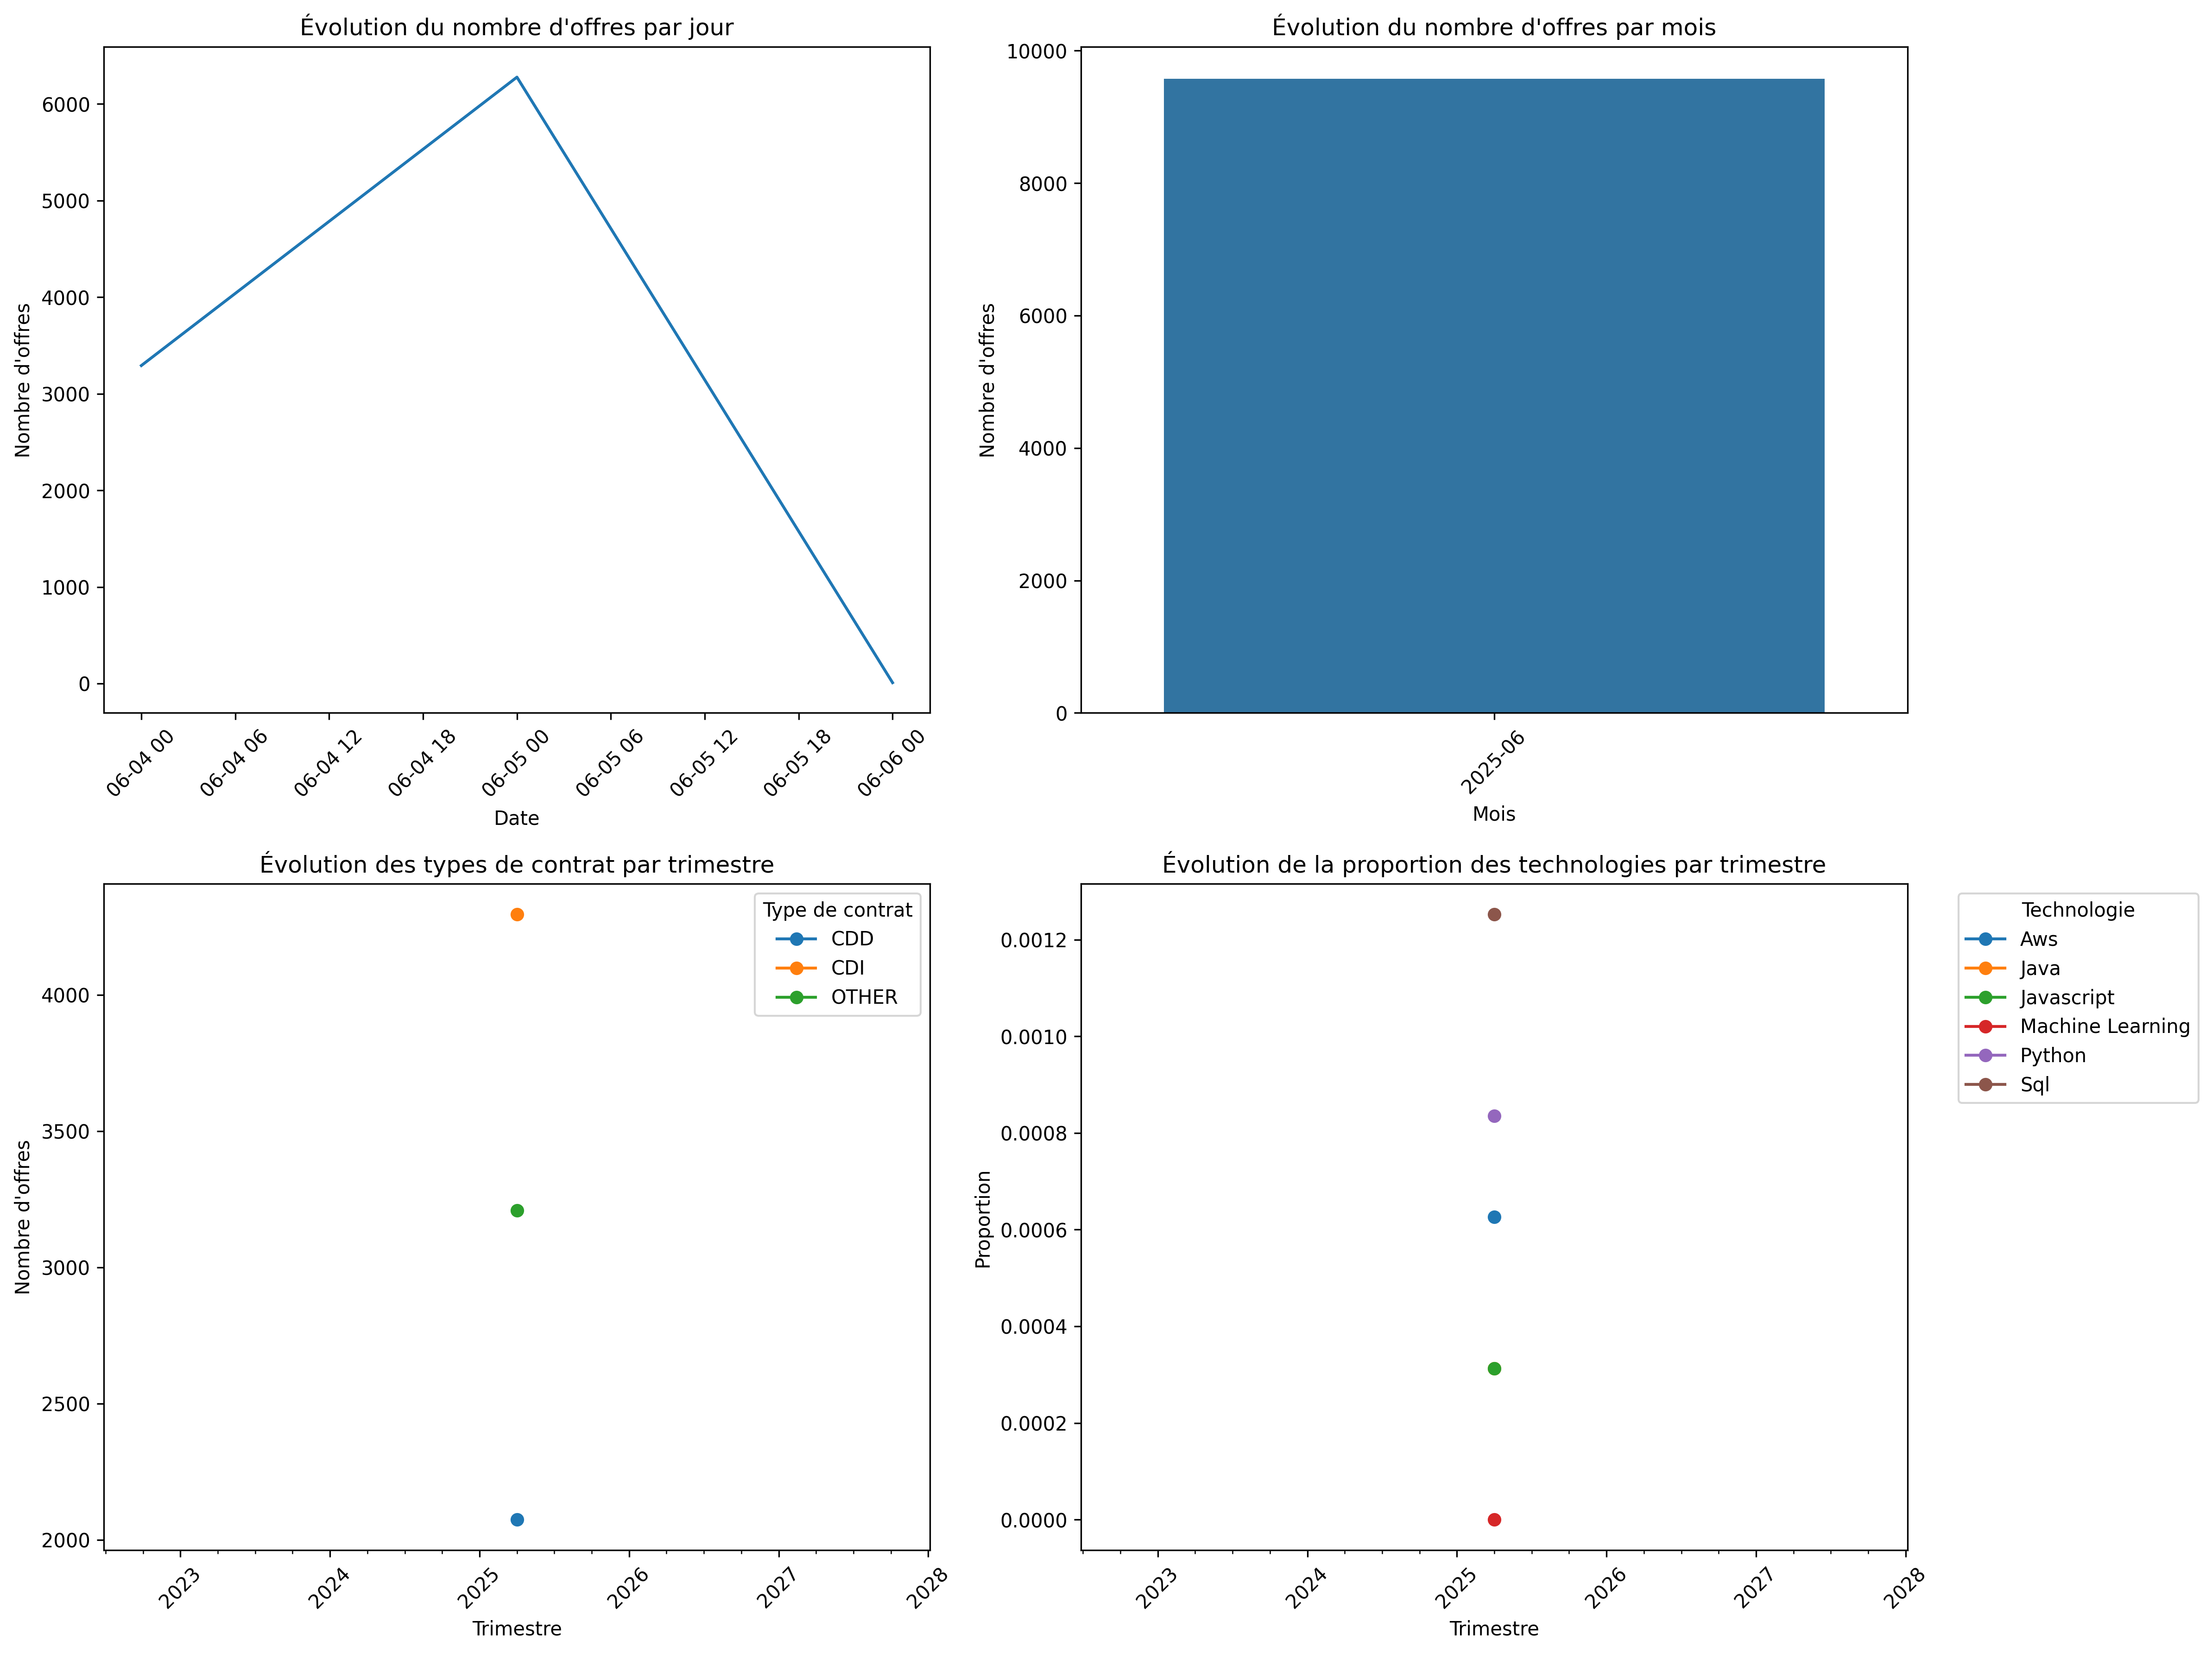 Évolution du nombre d'offres par jour
Nombre d'offres
6000
5000
4000
3000
2000
1000
0
06-04 00
06-04 06
06-04 12
06-04 18
06-05 00
06-05 06
06-05 12
06-05 18
06-06 00
Date
Évolution du nombre d'offres par mois
Nombre d'offres
10000
8000
6000
4000
2000
0
2025-06
Mois
Évolution des types de contrat par trimestre
Nombre d'offres
4000
3500
3000
2500
2000
Type de contrat
CDD
CDI
OTHER
2023
2024
2025
2026
2027
2028
Trimestre
Évolution de la proportion des technologies par trimestre
Proportion
0.0012
0.0010
0.0008
0.0006
0.0004
0.0002
0.0000
2023
2024
2025
2026
2027
2028
Trimestre
Technologie
Aws
Java
Javascript
Machine Learning
Python
Sql